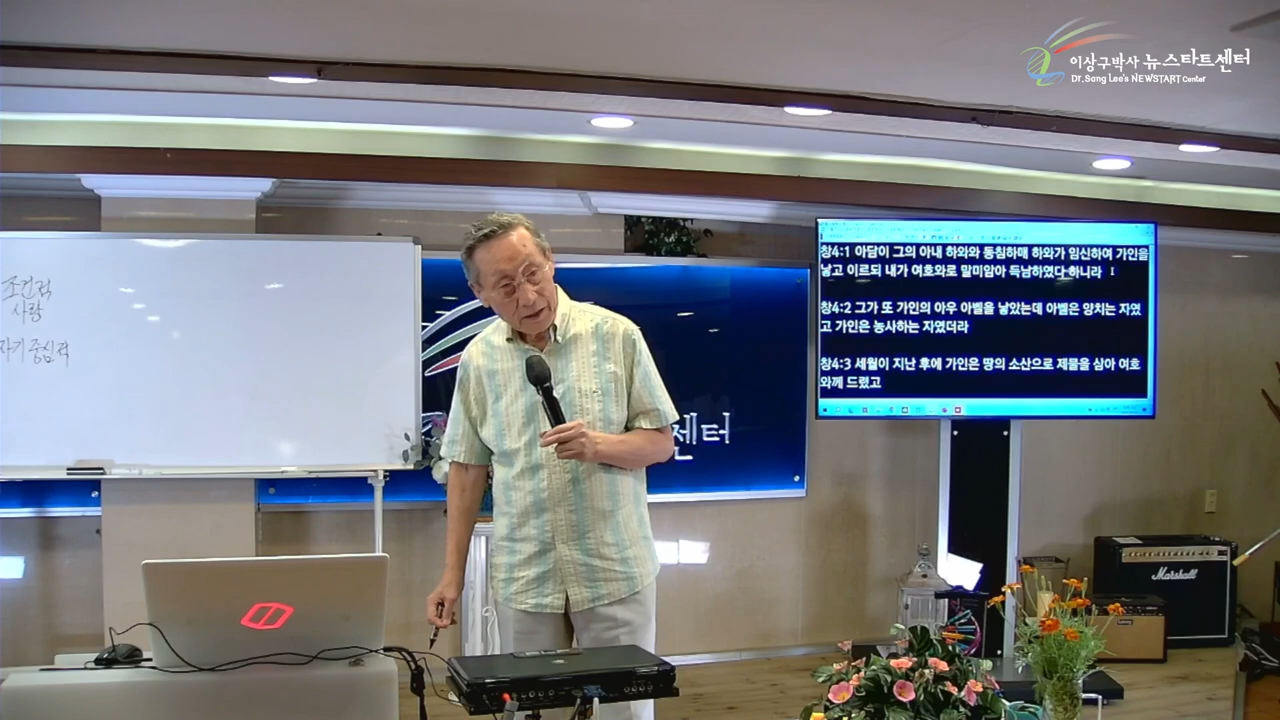 이상구박사 뉴스타트센터
Dr. Sang Lee's NEWSTART Center
조건적
사랑
자기 중심적
창4:1 아담이 그의 아내 하와와 동침하매 하와가 임신하여 가인을
낳고 이르되 내가 여호와로 말미암아 득남하였다 하니라
창4:2 그가 또 가인의 아우 아벨을 낳았는데 아벨은 양치는 자였
고 가인은 농사하는 자였더라
창4:3 세월이 지난 후에 가인은 땅의 소산으로 제물을 삼아 여호
와께 드렸고
센터
Marshall